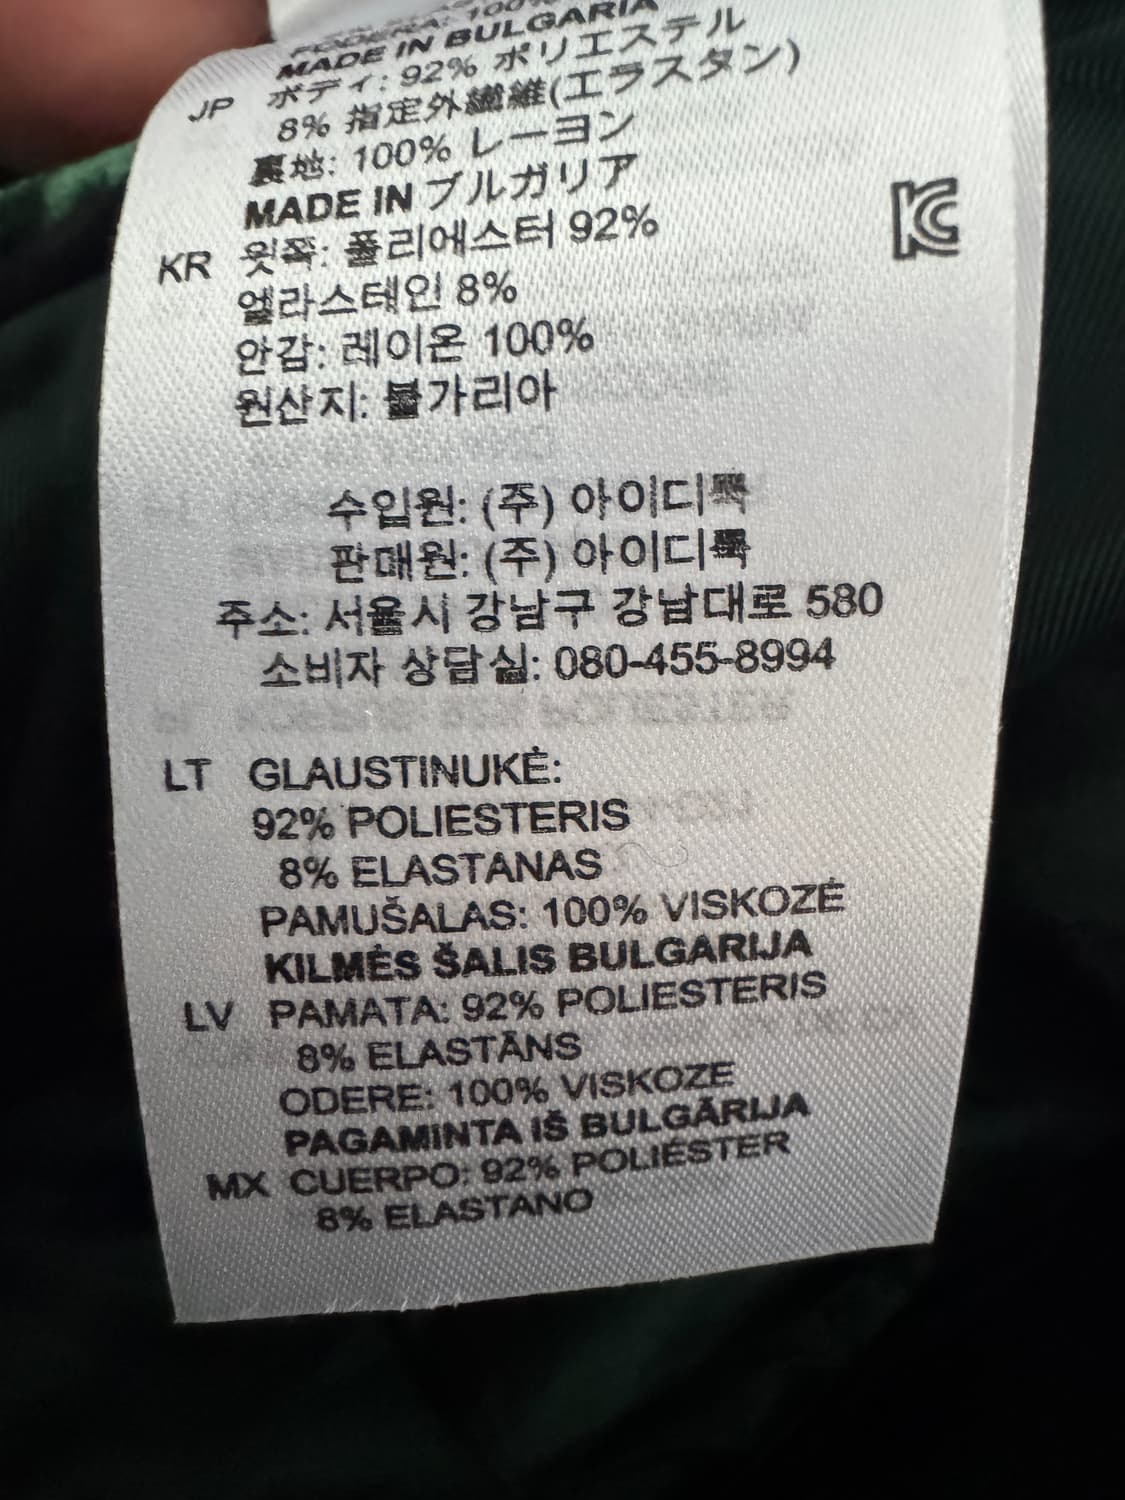 FODERA: 100%
MADE IN BULGARIA
JP ボディ: 92% ポリエステル
8% 指定外繊維(エラスタン)
裏地: 100% レーヨン
MADE IN ブルガリア
KR 윗쪽: 폴리에스터 92%
엘라스테인 8%
안감: 레이온 100%
원산지: 불가리아
KC
수입원: (주) 아이디룩
판매원: (주) 아이디룩
주소: 서울시 강남구 강남대로 580
소비자 상담실: 080-455-8994
LT GLAUSTINUKĖ:
92% POLIESTERIS
8% ELASTANAS
PAMUŠALAS: 100% VISKOZĖ
KILMĖS ŠALIS BULGARIJA
LV PAMATA: 92% POLIESTERIS
8% ELASTĀNS
ODERE: 100% VISKOZE
PAGAMINTA IŠ BULGĀRIJA
MX CUERPO: 92% POLIÉSTER
8% ELASTANO